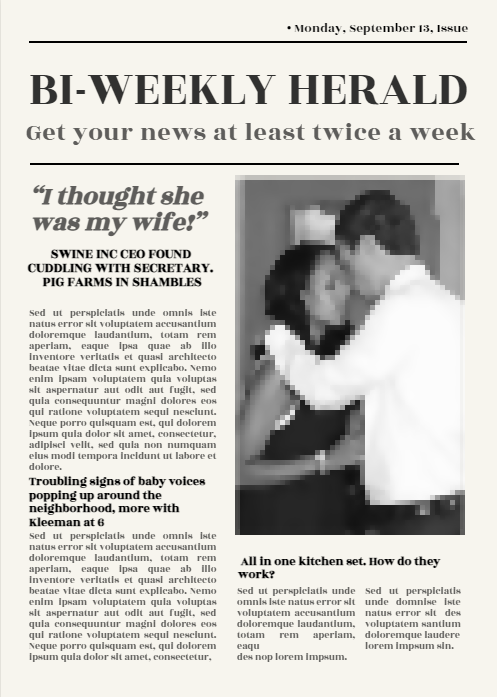 • Monday, September 13, Issue
BI-WEEKLY HERALD
Get your news at least twice a week
“I thought she
was my wife!”
SWINE INC CEO FOUND
CUDDLING WITH SECRETARY.
PIG FARMS IN SHAMBLES
Sed ut perspiciatis unde omnis iste
natus error sit voluptatem accusantium
doloremque laudantium, totam rem
aperiam, eaque ipsa quae ab illo
inventore veritatis et quasi architecto
beatae vitae dicta sunt explicabo. Nemo
enim ipsam voluptatem quia voluptas
sit aspernatur aut odit aut fugit, sed
quia consequuntur magni dolores eos
qui ratione voluptatem sequi nesciunt.
Neque porro quisquam est, qui dolorem
ipsum quia dolor sit amet, consectetur,
adipisci velit, sed quia non numquam
eius modi tempora incidunt ut labore et
dolore.
Troubling signs of baby voices
popping up around the
neighborhood, more with
Kleeman at 6
Sed ut perspiciatis unde omnis iste
natus error sit voluptatem accusantium
doloremque laudantium, totam rem
aperiam, eaque ipsa quae ab illo
inventore veritatis et quasi architecto
beatae vitae dicta sunt explicabo. Nemo
enim ipsam voluptatem quia voluptas
sit aspernatur aut odit aut fugit, sed
quia consequuntur magni dolores eos
qui ratione voluptatem sequi nesciunt.
Neque porro quisquam est, qui dolorem
ipsum quia dolor sit amet, consectetur,
All in one kitchen set. How do they
work?
Sed ut perspiciatis unde
omnis iste natus error sit
voluptatem accusantium
doloremque laudantium,
totam rem aperiam,
eaqu
des nop lorem impsum.
Sed ut perspiciatis
unde domnise iste
natus error sit des
voluptatem santium
doloremque laudere
lorem impsum sin.